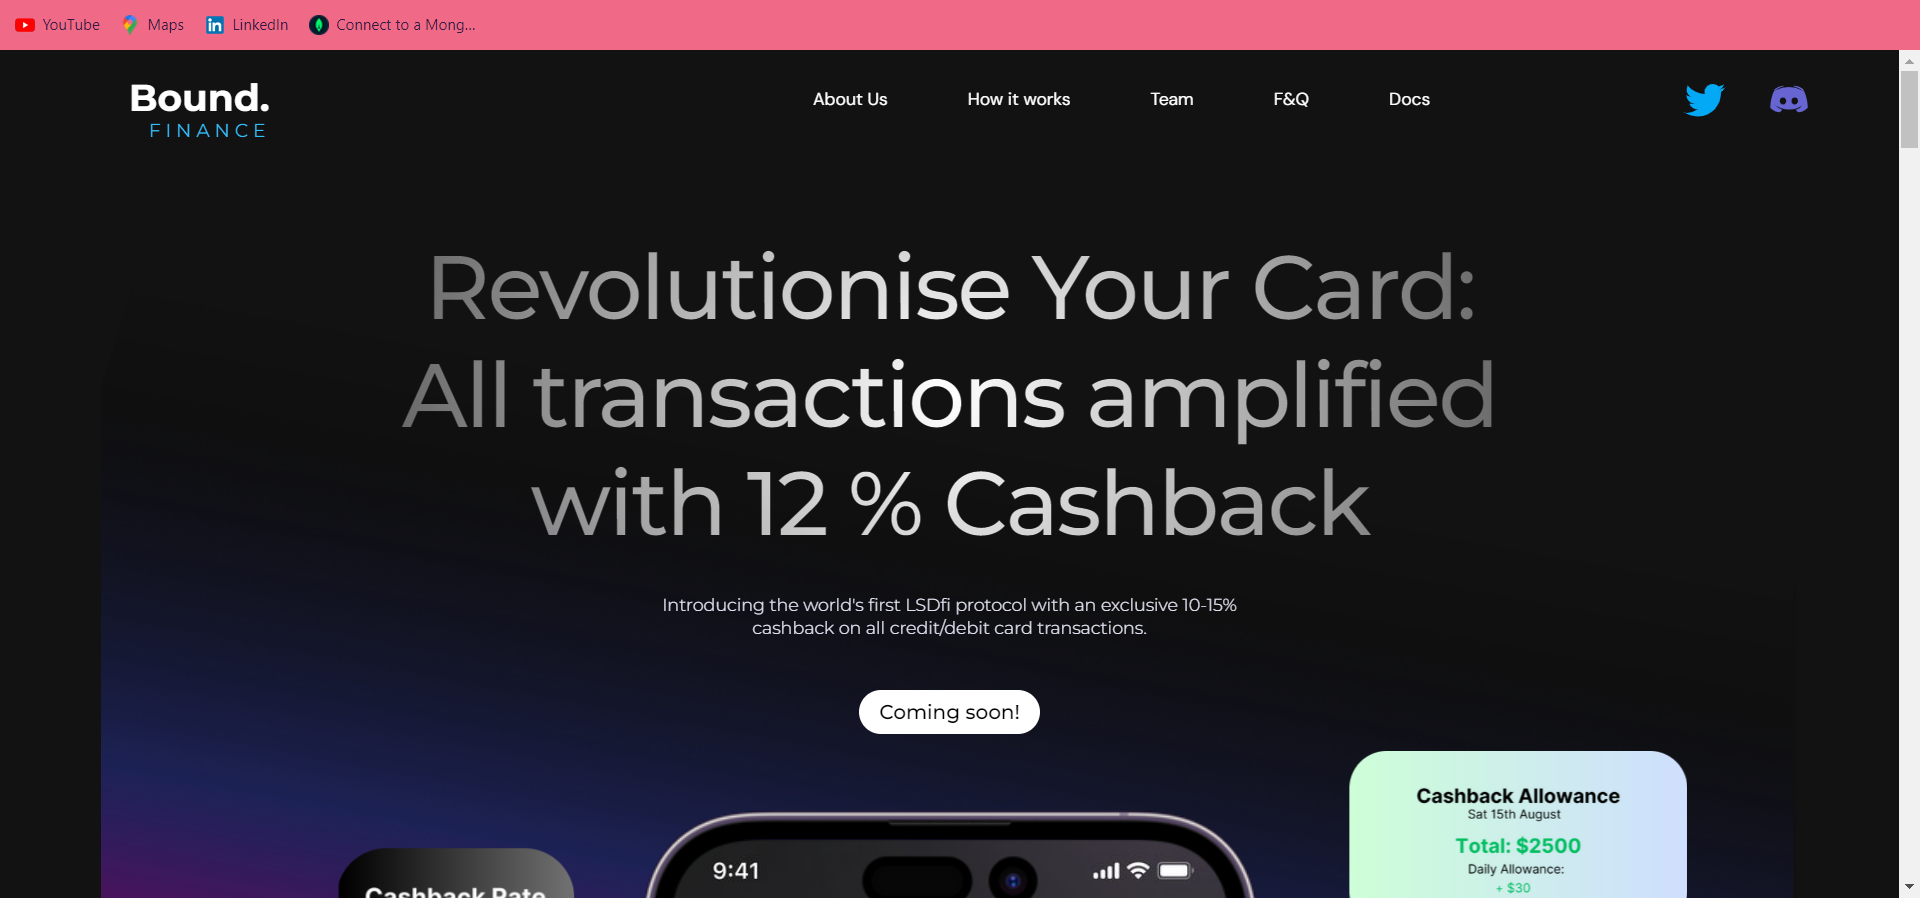 YouTube
Maps
LinkedIn
Connect to a Mong...
Bound.
FINANCE
About Us
How it works
Team
F&Q
Docs
Revolutionise Your Card:
All transactions amplified
with 12 % Cashback
Introducing the world's first LSDfi protocol with an exclusive 10-15%
cashback on all credit/debit card transactions.
Coming soon!
Cashback Allowance
Sat 15th August
Total: $2500
Daily Allowance:
+ $30
9:41
Cashback Rate